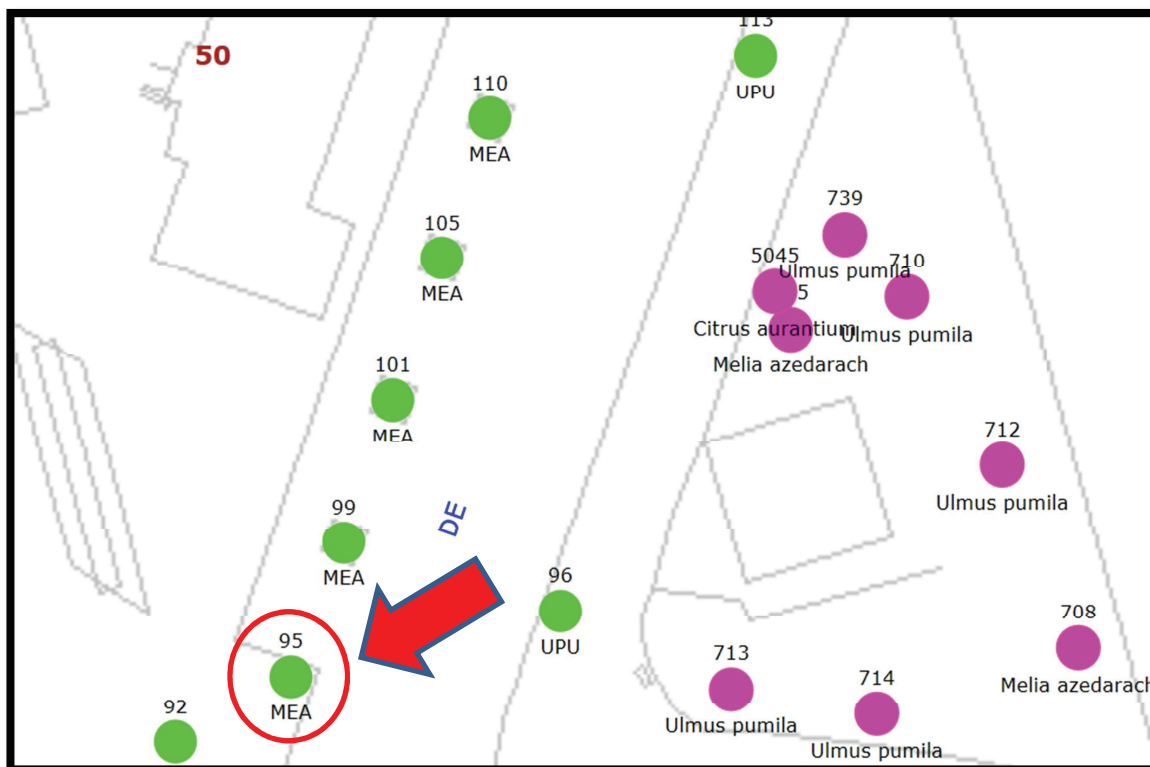 113
UPU
50
110
MEA
739
Ulmus pumila
105
MEA
5045
710
5
Citrus aurantium
Ulmus pumila
Melia azedarach
101
MEA
712
Ulmus pumila
99
MEA
DE
96
UPU
95
MEA
708
Melia azedarach
713
Ulmus pumila
714
Ulmus pumila
92